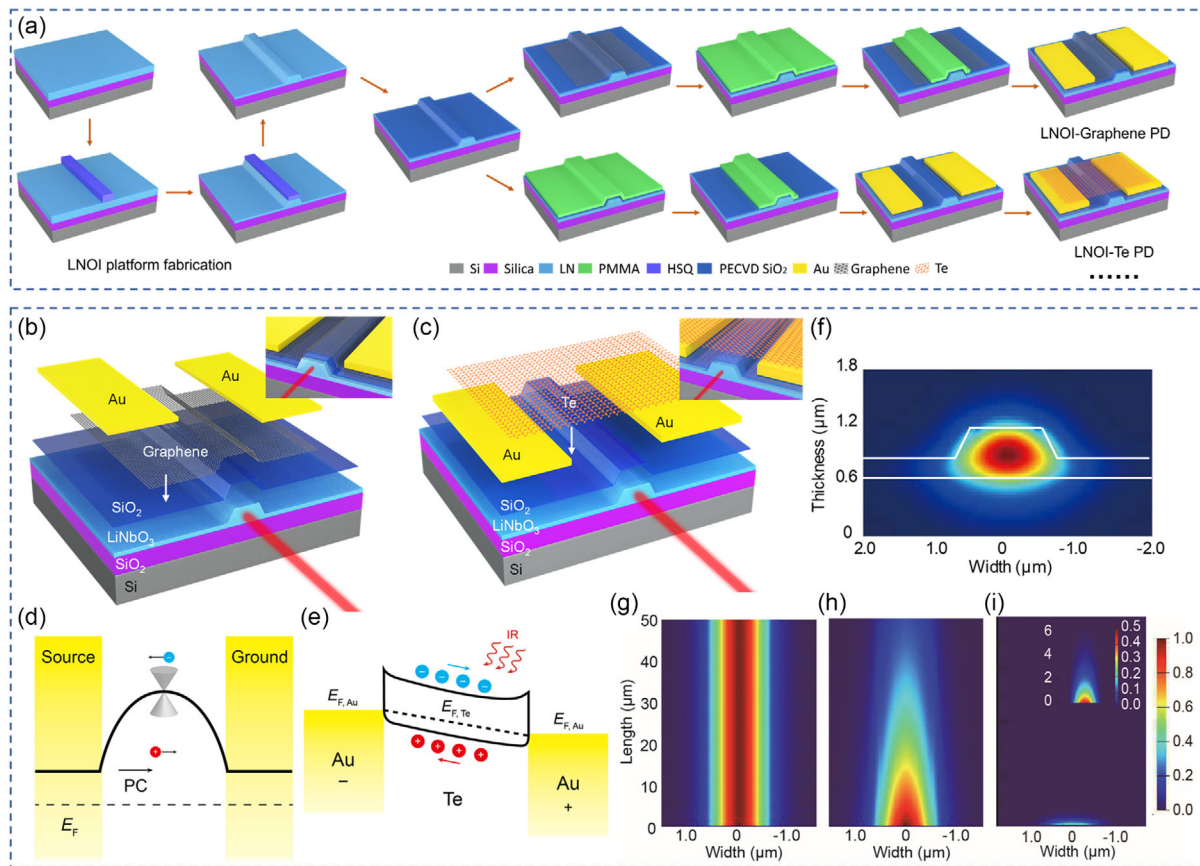 (a)
LNOI platform fabrication
LNOI-Graphene PD
LNOI-Te PD
Si Silica LN PMMA HSQ PECVD SiO₂ Au Graphene Te
(b)
Au
Au
Graphene
SiO₂
LiNbO₃
SiO₂
Si
(c)
Te
Au
Au
SiO₂
LiNbO₃
SiO₂
Si
(f)
Thickness (μm)
1.8
1.2
0.6
0
2.0 1.0 0 -1.0 -2.0
Width (μm)
(d)
Source
Ground
−
+
PC
E_F
(e)
IR
− − − −
E_F, Au
E_F, Te
E_F, Au
+ + + +
Au
−
Te
Au
+
(g)
Length (μm)
50
40
30
20
10
0
1.0 0 -1.0
Width (μm)
(h)
1.0 0 -1.0
Width (μm)
(i)
6
4
2
0
0.5
0.4
0.3
0.2
0.1
0.0
1.0 0 -1.0
Width (μm)
1.0
0.8
0.6
0.4
0.2
0